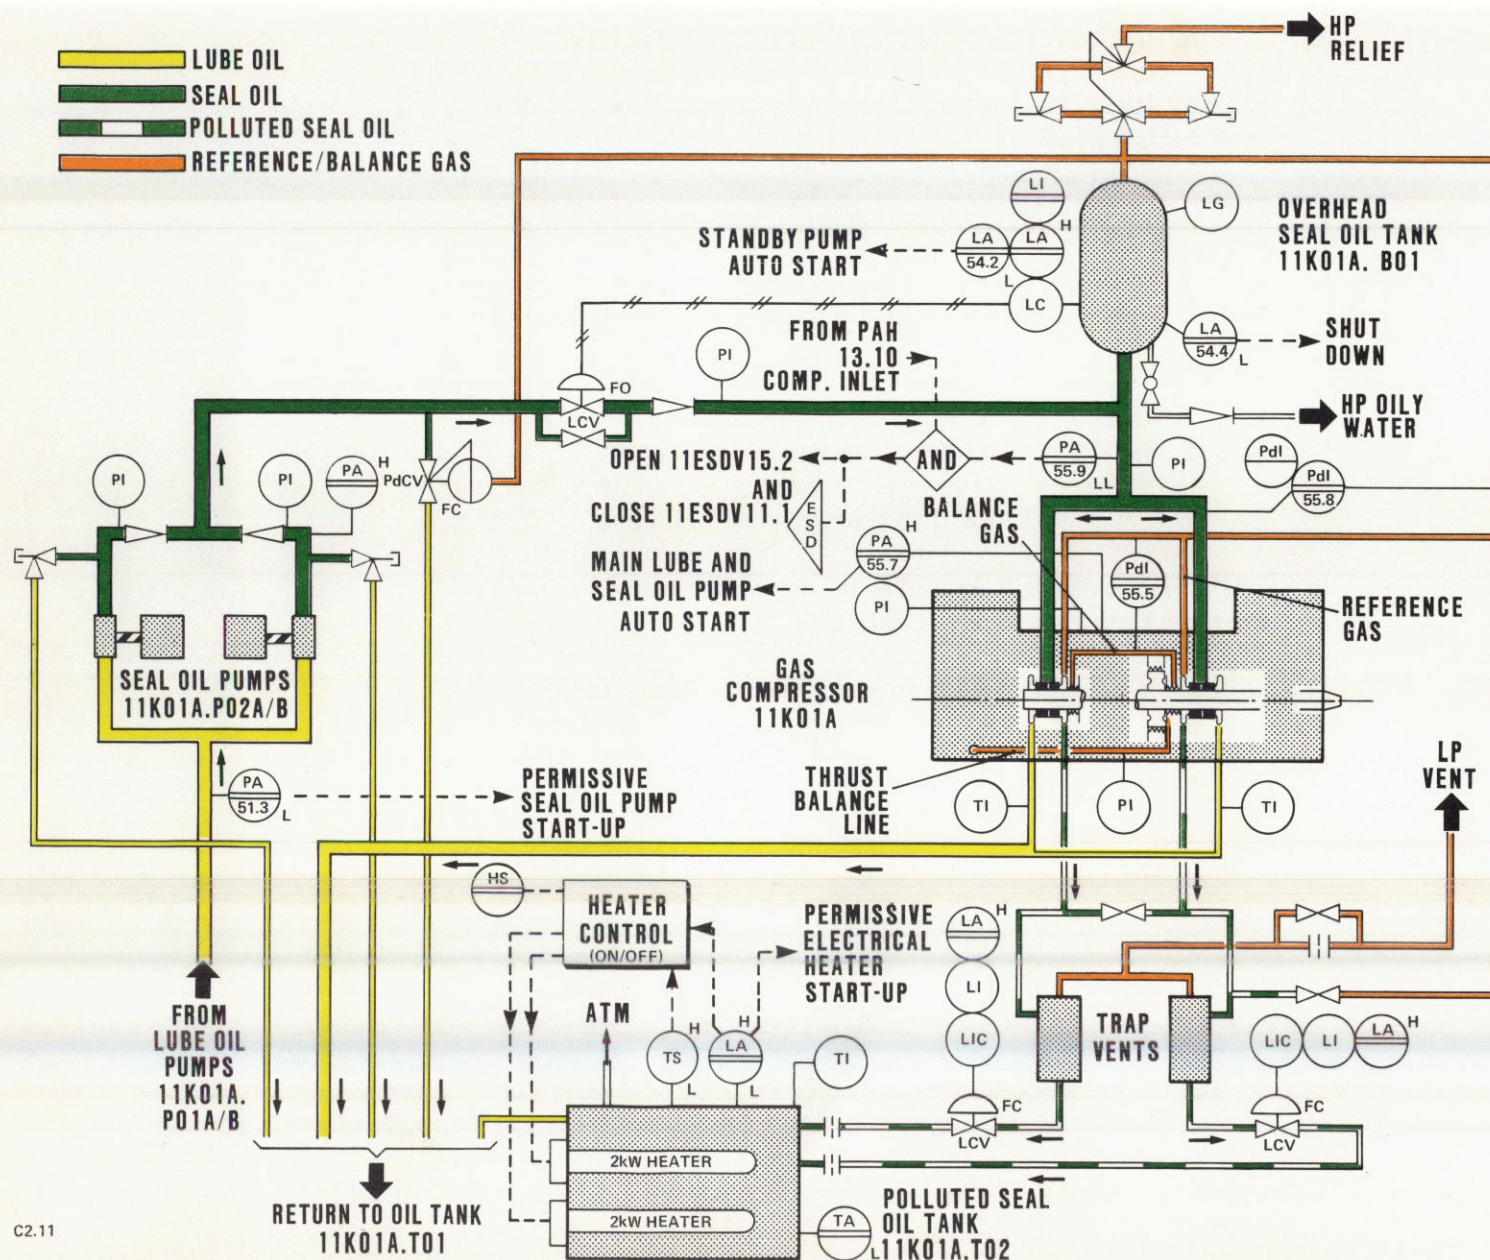 LUBE OIL
SEAL OIL
POLLUTED SEAL OIL
REFERENCE/BALANCE GAS
HP
RELIEF
LI
LG
H
LA
54.2
LA
L
LC
STANDBY PUMP
AUTO START
OVERHEAD
SEAL OIL TANK
11K01A. B01
LA
54.4
L
SHUT
DOWN
HP OILY
WATER
FROM PAH
13.10
COMP. INLET
PI
FO
LCV
PI
PI
PA
H
PdCV
FC
OPEN 11ESDV15.2
AND
CLOSE 11ESDV11.1
AND
ESD
PA
55.9
LL
PI
PdI
PdI
55.8
BALANCE
GAS
PA
55.7
H
MAIN LUBE AND
SEAL OIL PUMP
AUTO START
PI
PdI
55.5
REFERENCE
GAS
SEAL OIL PUMPS
11K01A.P02A/B
GAS
COMPRESSOR
11K01A
PA
51.3
L
PERMISSIVE
SEAL OIL PUMP
START-UP
THRUST
BALANCE
LINE
TI
PI
TI
LP
VENT
HS
HEATER
CONTROL
(ON/OFF)
PERMISSIVE
ELECTRICAL
HEATER
START-UP
LA
H
LI
LIC
FROM
LUBE OIL
PUMPS
11K01A.
P01A/B
ATM
TS
H
L
LA
H
L
TI
TRAP
VENTS
LIC
LI
LA
H
FC
LCV
FC
LCV
2kW HEATER
2kW HEATER
RETURN TO OIL TANK
11K01A.T01
TA
L
POLLUTED SEAL
OIL TANK
11K01A.T02
C2.11